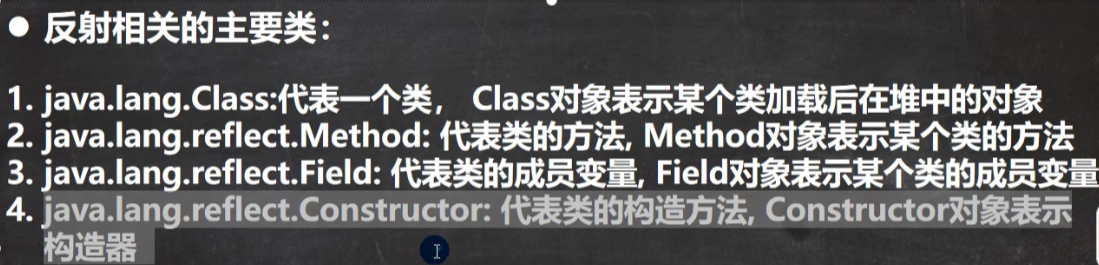 ● 反射相关的主要类：
1. java.lang.Class:代表一个类， Class对象表示某个类加载后在堆中的对象
2. java.lang.reflect.Method: 代表类的方法, Method对象表示某个类的方法
3. java.lang.reflect.Field: 代表类的成员变量, Field对象表示某个类的成员变量
4. java.lang.reflect.Constructor: 代表类的构造方法, Constructor对象表示
构造器